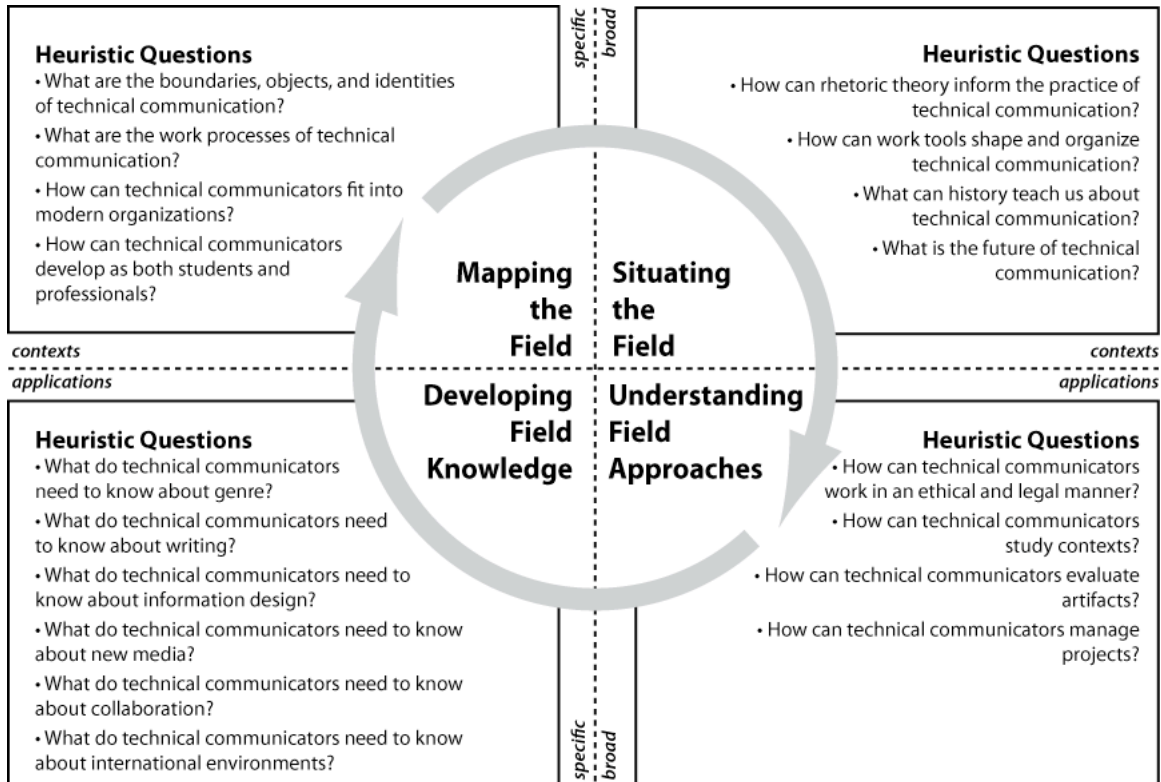 Heuristic Questions
• What are the boundaries, objects, and identities
of technical communication?
• What are the work processes of technical
communication?
• How can technical communicators fit into
modern organizations?
• How can technical communicators
develop as both students and
professionals?
specific
broad
Heuristic Questions
• How can rhetoric theory inform the practice of
technical communication?
• How can work tools shape and organize
technical communication?
• What can history teach us about
technical communication?
• What is the future of technical
communication?
Mapping
the
Field
Situating
the
Field
contexts
applications
contexts
applications
Developing
Field
Knowledge
Understanding
Field
Approaches
Heuristic Questions
• What do technical communicators
need to know about genre?
• What do technical communicators need
to know about writing?
• What do technical communicators need to
know about information design?
• What do technical communicators need to know
about new media?
• What do technical communicators need to know
about collaboration?
• What do technical communicators need to know
about international environments?
Heuristic Questions
• How can technical communicators
work in an ethical and legal manner?
• How can technical communicators
study contexts?
• How can technical communicators evaluate
artifacts?
• How can technical communicators manage
projects?
specific
broad